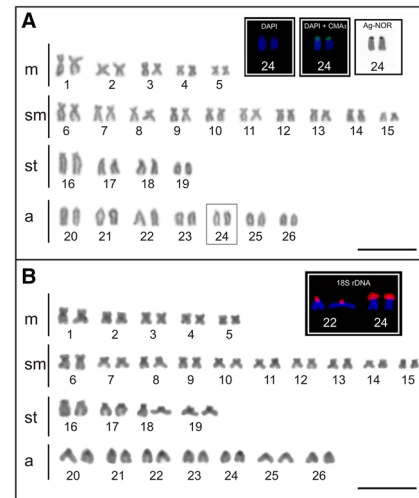 A
DAPI DAPI + CMA₃ Ag-NOR
24 24 24
m
1 2 3 4 5
sm
6 7 8 9 10 11 12 13 14 15
st
16 17 18 19
a
20 21 22 23 24 25 26
B
18S rDNA
22 24
m
1 2 3 4 5
sm
6 7 8 9 10 11 12 13 14 15
st
16 17 18 19
a
20 21 22 23 24 25 26